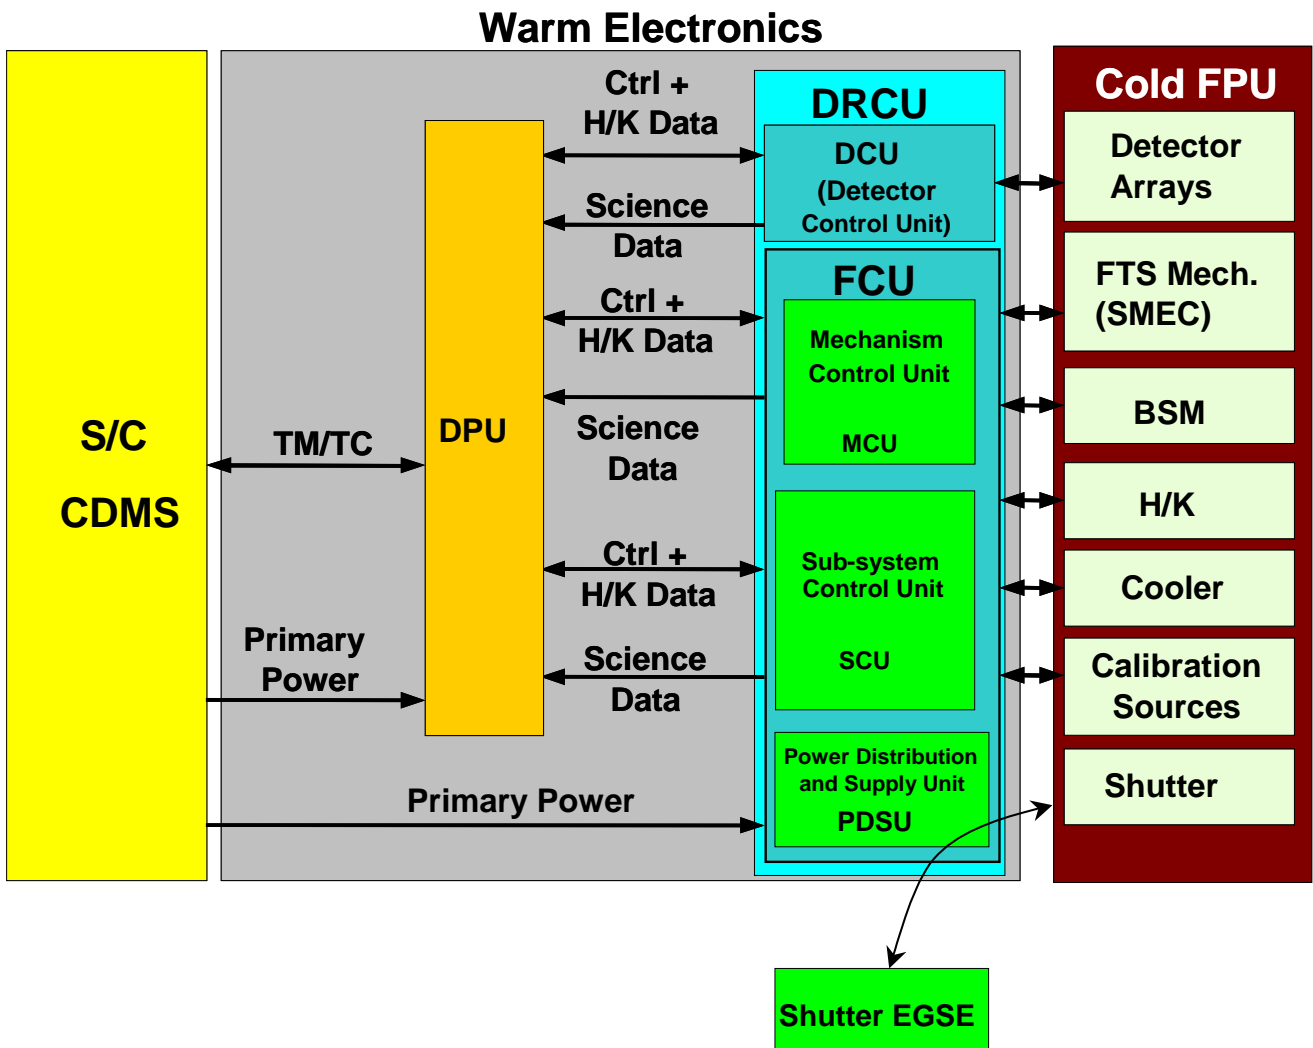 Warm Electronics
S/C
CDMS
TM/TC
Primary
Power
Primary Power
DPU
Ctrl +
H/K Data
Science
Data
Ctrl +
H/K Data
Science
Data
Ctrl +
H/K Data
Science
Data
DRCU
DCU
(Detector
Control Unit)
FCU
Mechanism
Control Unit
MCU
Sub-system
Control Unit
SCU
Power Distribution
and Supply Unit
PDSU
Cold FPU
Detector
Arrays
FTS Mech.
(SMEC)
BSM
H/K
Cooler
Calibration
Sources
Shutter
Shutter EGSE